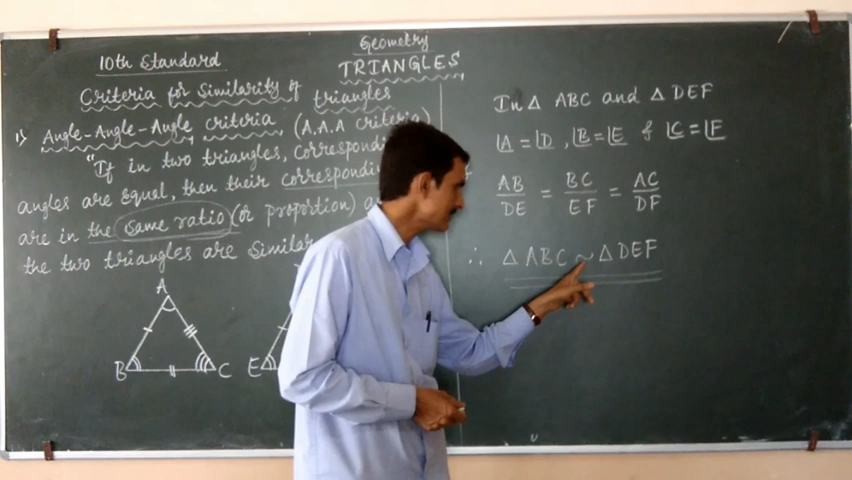 10th Standard
Geometry
TRIANGLES
Criteria for Similarity of triangles
1) Angle-Angle-Angle criteria (A.A.A criteria)
"If in two triangles, Correspondi
angles are Equal, then their correspondi
are in the same ratio (or proportion) a
the two triangles are Similar
A
B C E
In △ ABC and △ DEF
∠A = ∠D , ∠B = ∠E & ∠C = ∠F
AB/DE = BC/EF = AC/DF
∴ △ ABC ~ △ DEF